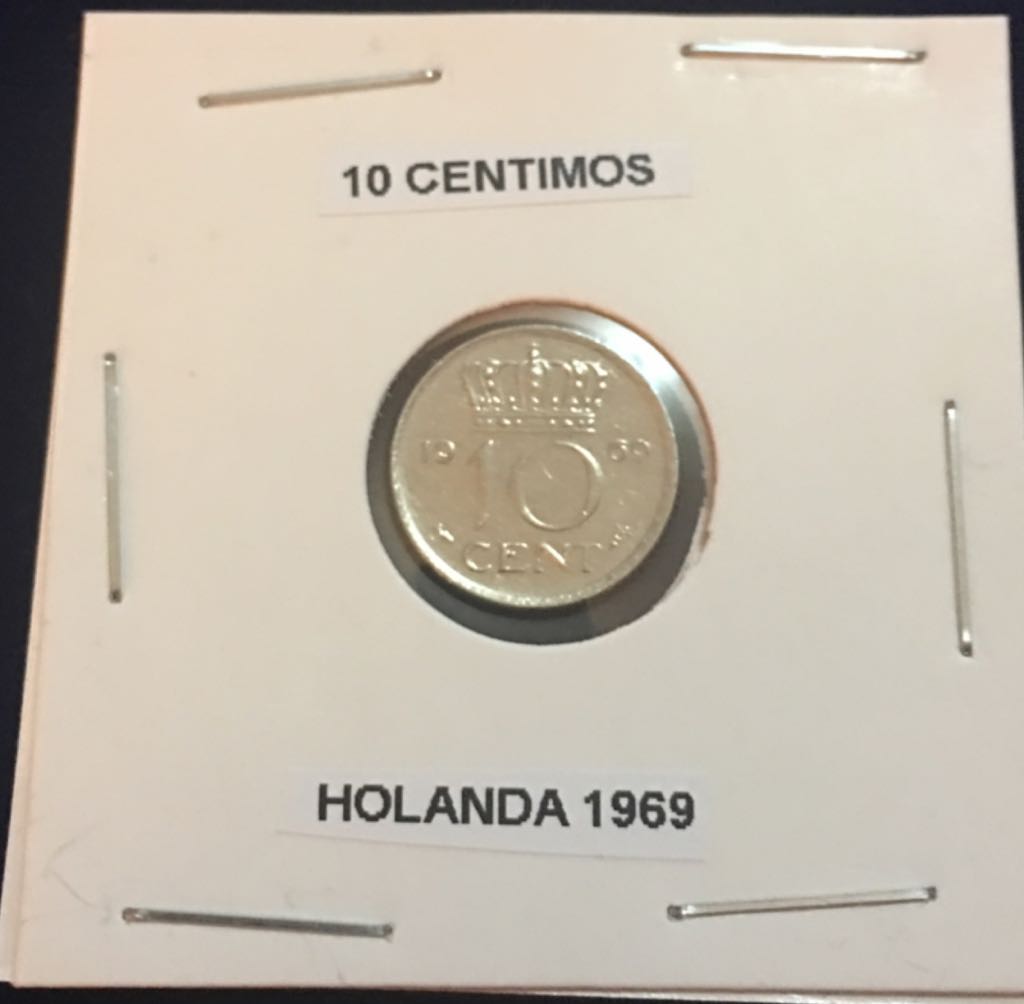 10 CENTIMOS
19 10 69
CENT
HOLANDA 1969